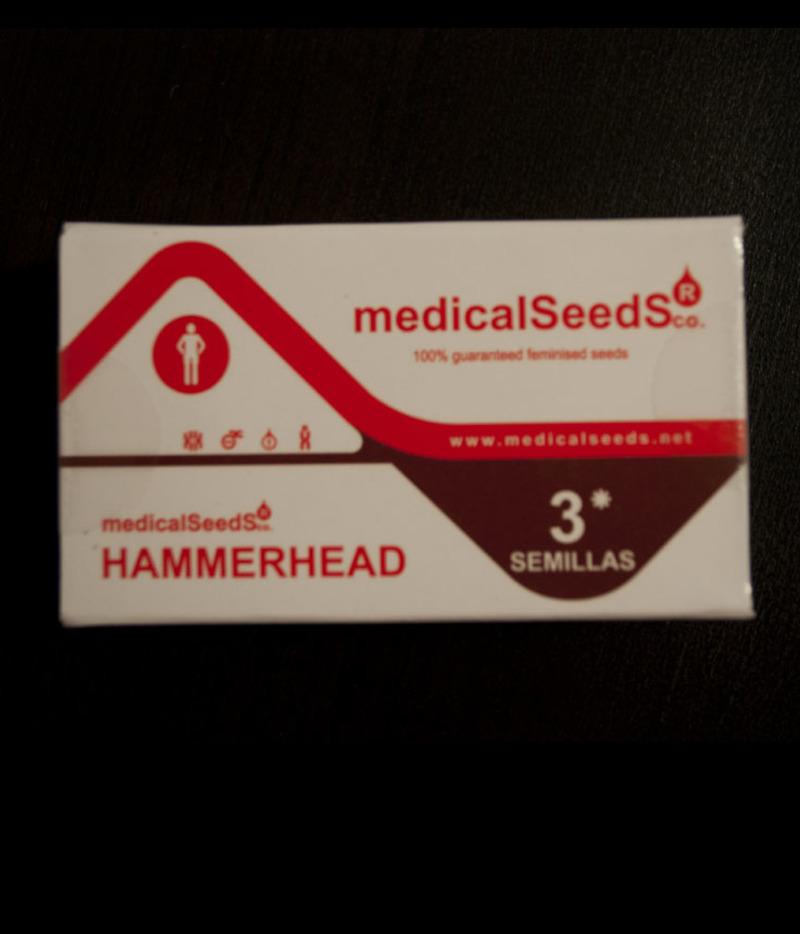 medicalSeedS®
co.
100% guaranteed feminised seeds
www.medicalseeds.net
3*
SEMILLAS
medicalSeedS®
co.
HAMMERHEAD